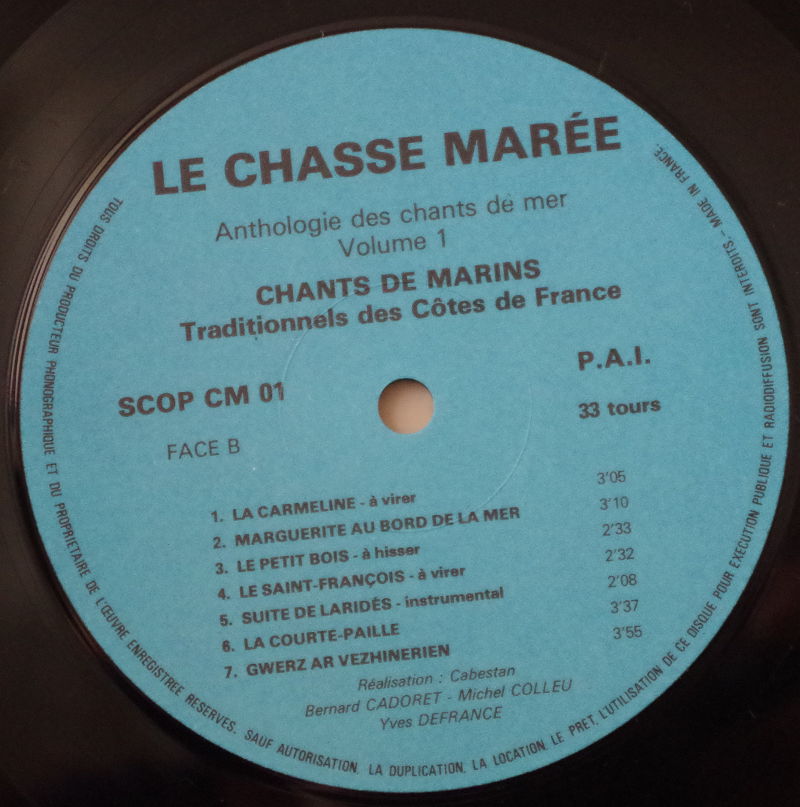 LE CHASSE MARÉE
Anthologie des chants de mer
Volume 1
CHANTS DE MARINS
Traditionnels des Côtes de France
SCOP CM 01
P.A.I.
FACE B
33 tours
1. LA CARMELINE - à virer 3'05
2. MARGUERITE AU BORD DE LA MER 3'10
3. LE PETIT BOIS - à hisser 2'33
4. LE SAINT-FRANÇOIS - à virer 2'32
5. SUITE DE LARIDÉS - instrumental 2'08
6. LA COURTE-PAILLE 3'37
7. GWERZ AR VEZHINERIEN 3'55
Réalisation : Cabestan
Bernard CADORET - Michel COLLEU
Yves DEFRANCE
TOUS DROITS DU PRODUCTEUR PHONOGRAPHIQUE ET DU PROPRIETAIRE DE L'ŒUVRE ENREGISTREE RESERVES. SAUF AUTORISATION, LA DUPLICATION, LA LOCATION, LE PRET, L'UTILISATION DE CE DISQUE POUR EXECUTION PUBLIQUE ET RADIODIFFUSION SONT INTERDITS. - MADE IN FRANCE.